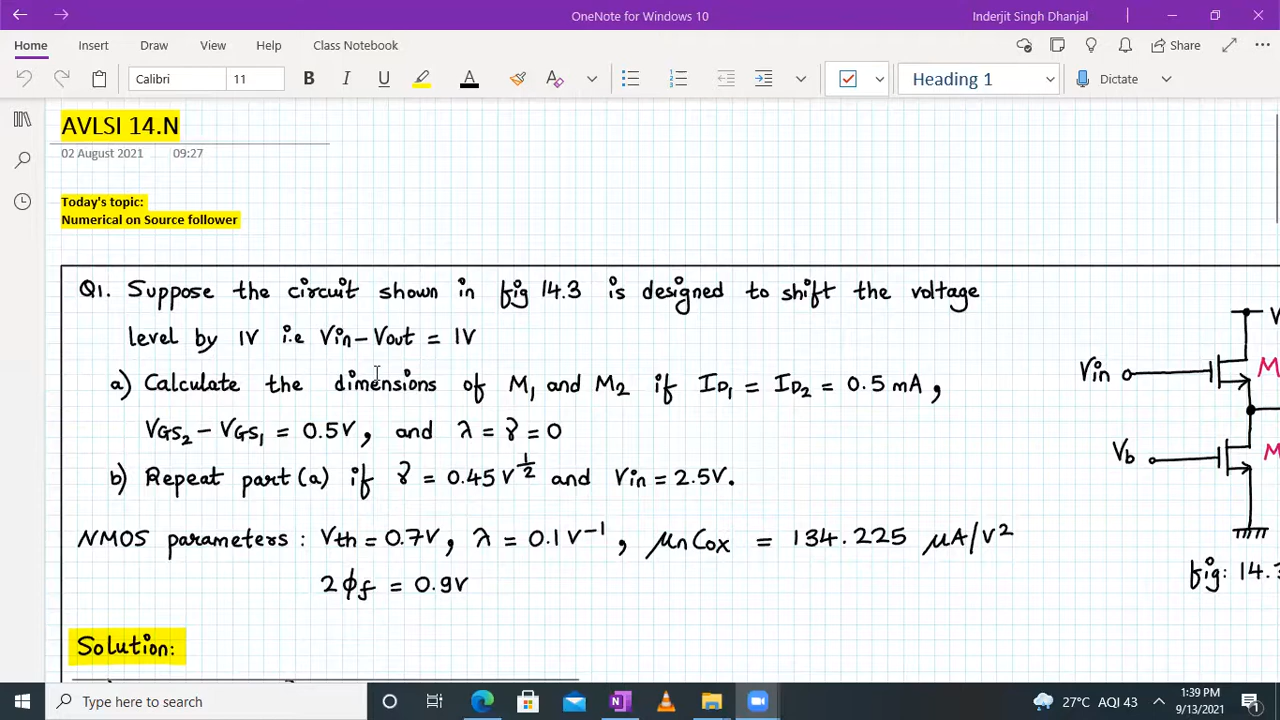 OneNote for Windows 10
Inderjit Singh Dhanjal
Home Insert Draw View Help Class Notebook
Share
Calibri 11 B I U A A Heading 1 Dictate
AVLSI 14.N
02 August 2021 09:27
Today's topic:
Numerical on Source follower
Q1. Suppose the circuit shown in fig 14.3 is designed to shift the voltage
level by 1V i.e Vin-Vout = 1V
a) Calculate the dimensions of M₁ and M₂ if ID₁ = ID₂ = 0.5 mA,
VGS₂ - VGS₁ = 0.5V, and λ = γ = 0
b) Repeat part(a) if γ = 0.45 V^1/2 and Vin = 2.5V.
NMOS parameters: Vth = 0.7V, λ = 0.1 V⁻¹, μnCox = 134.225 μA/V²
2ϕf = 0.9V
Vin
M
Vb
M
fig: 14.3
Solution:
Type here to search
27°C AQI 43
1:39 PM
9/13/2021
1